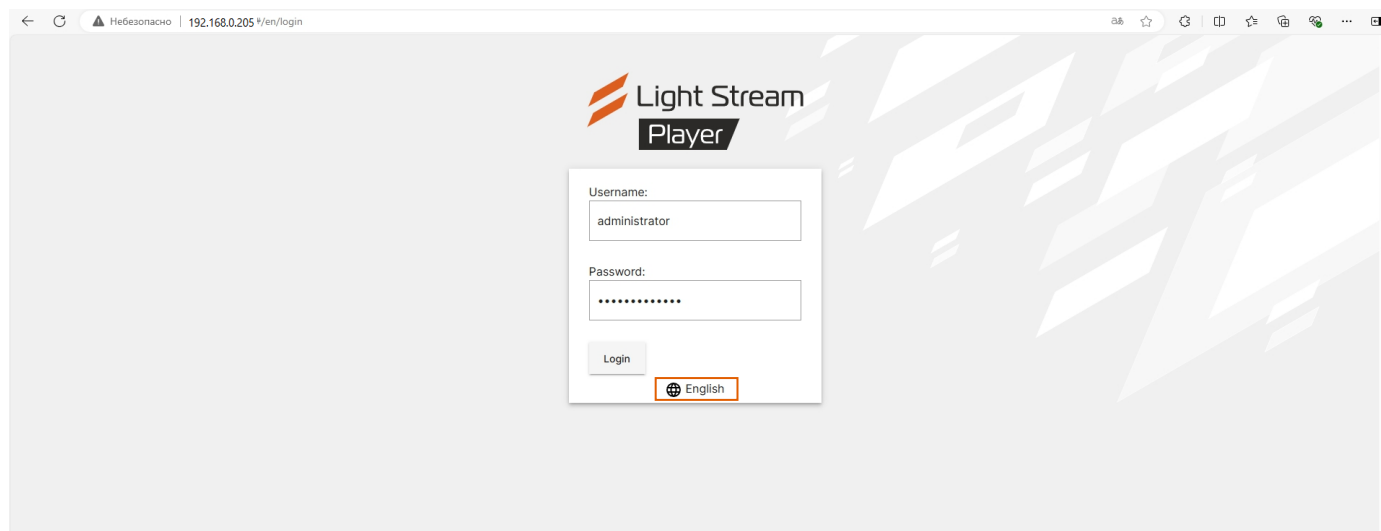 Небезопасно 192.168.0.205 #/en/login
Light Stream
Player
Username:
administrator
Password:
•••••••••••••
Login
English